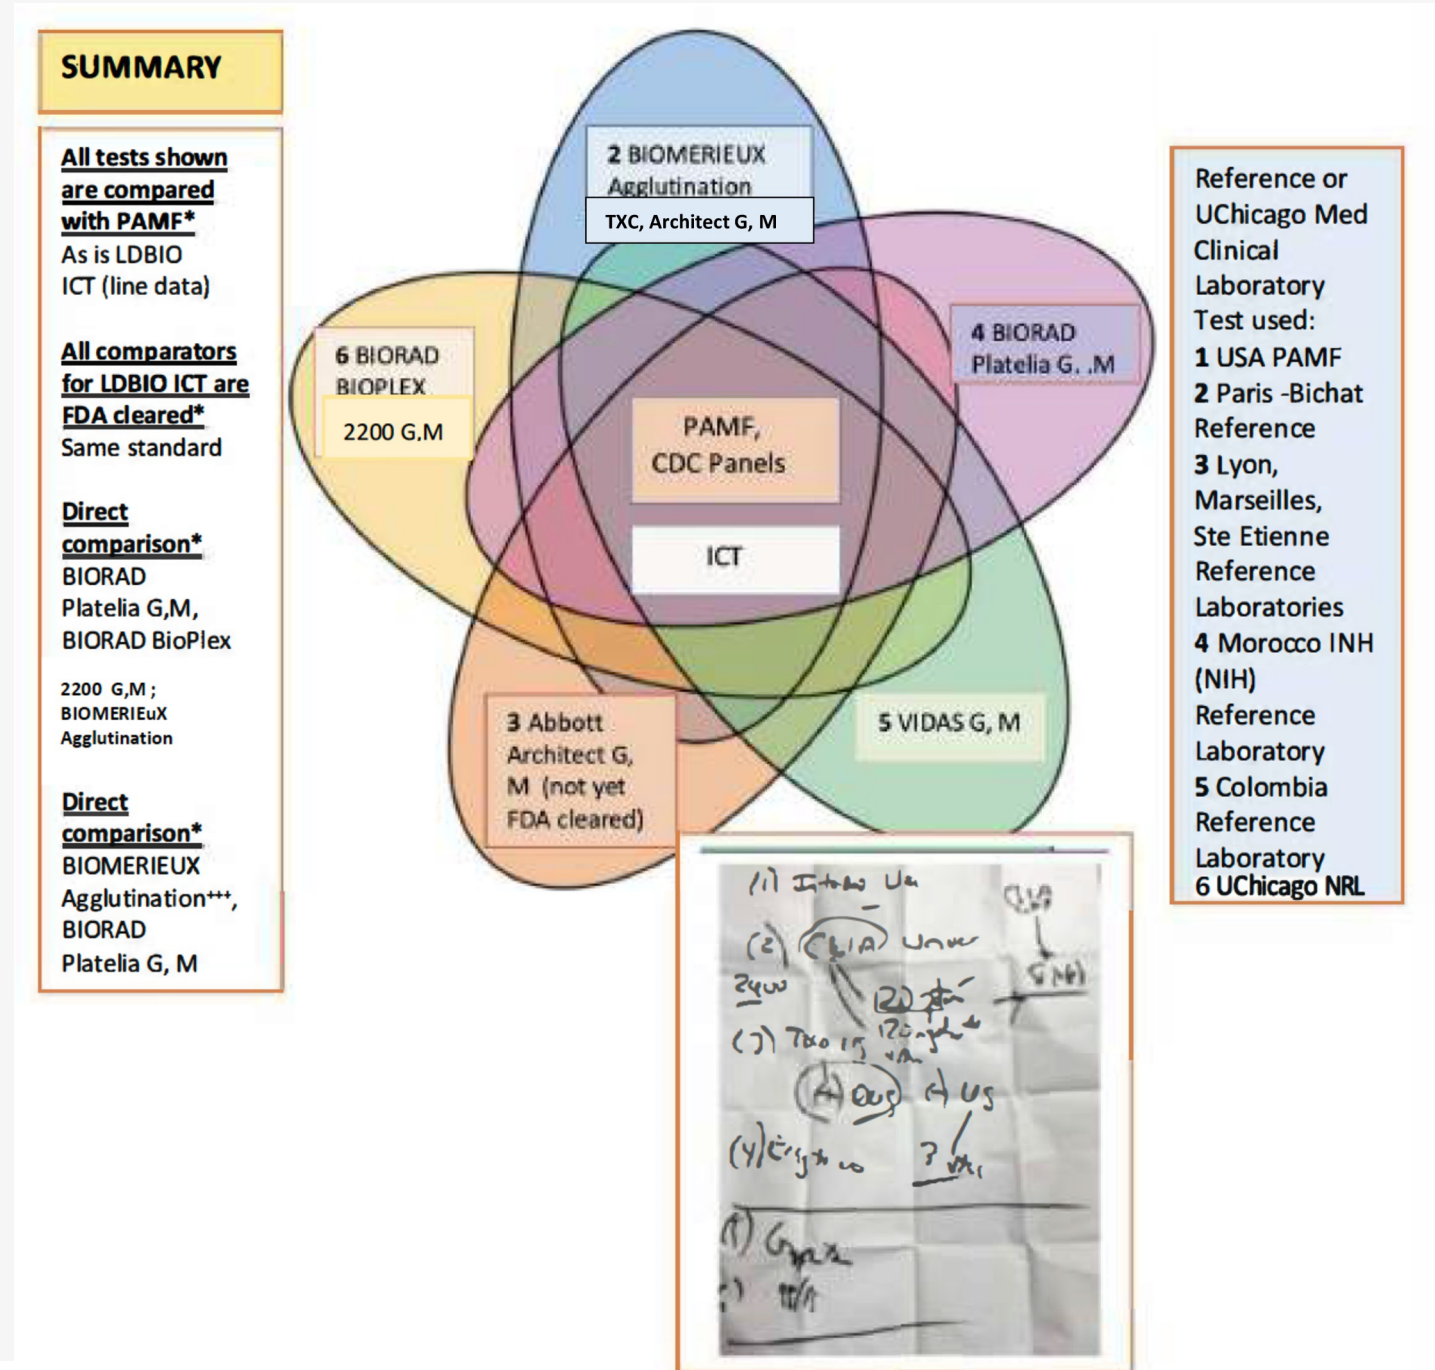 SUMMARY
All tests shown
are compared
with PAMF*
As is LDBIO
ICT (line data)
All comparators
for LDBIO ICT are
FDA cleared*
Same standard
Direct
comparison*
BIORAD
Platelia G,M,
BIORAD BioPlex
2200 G,M ;
BIOMERIEuX
Agglutination
Direct
comparison*
BIOMERIEUX
Agglutination+++,
BIORAD
Platelia G, M
2 BIOMERIEUX
Agglutination
TXC, Architect G, M
6 BIORAD
BIOPLEX
2200 G,M
4 BIORAD
Platelia G. .M
PAMF,
CDC Panels
ICT
3 Abbott
Architect G,
M (not yet
FDA cleared)
5 VIDAS G, M
(1)
(2)
(4)
Reference or
UChicago Med
Clinical
Laboratory
Test used:
1 USA PAMF
2 Paris -Bichat
Reference
3 Lyon,
Marseilles,
Ste Etienne
Reference
Laboratories
4 Morocco INH
(NIH)
Reference
Laboratory
5 Colombia
Reference
Laboratory
6 UChicago NRL